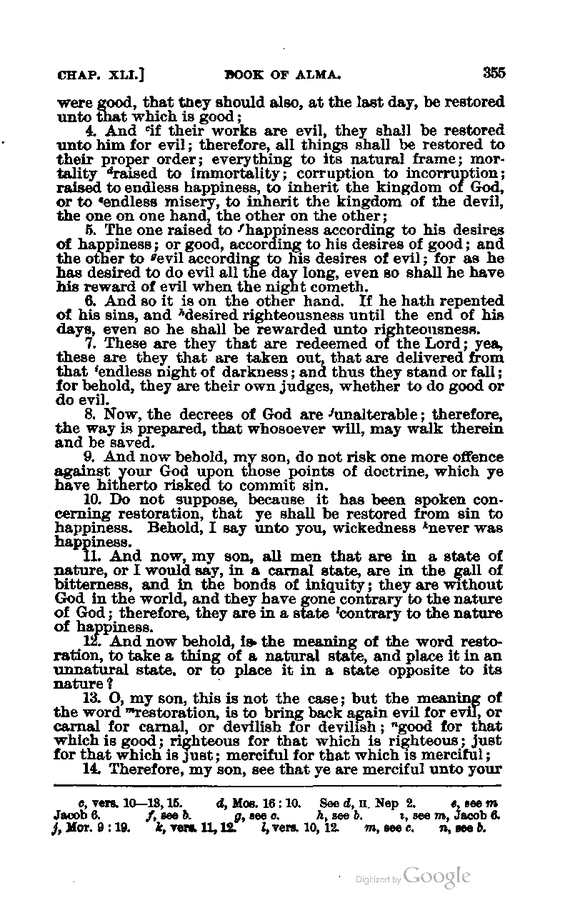 CHAP. XLI.] BOOK OF ALMA. 355
were good, that they should also, at the last day, be restored
unto that which is good;
4. And ᶜif their works are evil, they shall be restored
unto him for evil; therefore, all things shall be restored to
their proper order; everything to its natural frame; mor-
tality ᵈraised to immortality; corruption to incorruption;
raised to endless happiness, to inherit the kingdom of God,
or to ᵉendless misery, to inherit the kingdom of the devil,
the one on one hand, the other on the other;
5. The one raised to ᶠhappiness according to his desires
of happiness; or good, according to his desires of good; and
the other to ᵍevil according to his desires of evil; for as he
has desired to do evil all the day long, even so shall he have
his reward of evil when the night cometh.
6. And so it is on the other hand. If he hath repented
of his sins, and ʰdesired righteousness until the end of his
days, even so he shall be rewarded unto righteousness.
7. These are they that are redeemed of the Lord; yea,
these are they that are taken out, that are delivered from
that ⁱendless night of darkness; and thus they stand or fall;
for behold, they are their own judges, whether to do good or
do evil.
8. Now, the decrees of God are ʲunalterable; therefore,
the way is prepared, that whosoever will, may walk therein
and be saved.
9. And now behold, my son, do not risk one more offence
against your God upon those points of doctrine, which ye
have hitherto risked to commit sin.
10. Do not suppose, because it has been spoken con-
cerning restoration, that ye shall be restored from sin to
happiness. Behold, I say unto you, wickedness ᵏnever was
happiness.
11. And now, my son, all men that are in a state of
nature, or I would say, in a carnal state, are in the gall of
bitterness, and in the bonds of iniquity; they are without
God in the world, and they have gone contrary to the nature
of God; therefore, they are in a state ˡcontrary to the nature
of happiness.
12. And now behold, is the meaning of the word resto-
ration, to take a thing of a natural state, and place it in an
unnatural state, or to place it in a state opposite to its
nature?
13. O, my son, this is not the case; but the meaning of
the word ᵐrestoration, is to bring back again evil for evil, or
carnal for carnal, or devilish for devilish; ⁿgood for that
which is good; righteous for that which is righteous; just
for that which is just; merciful for that which is merciful;
14. Therefore, my son, see that ye are merciful unto your
c, vers. 10—13, 15. d, Mos. 16:10. See d, II. Nep 2. e, see m
Jacob 6. f, see b. g, see c. h, see b. i, see m, Jacob 6.
j, Mor. 9:19. k, vers. 11, 12. l, vers. 10, 12. m, see c. n, see b.
Digitized by Google